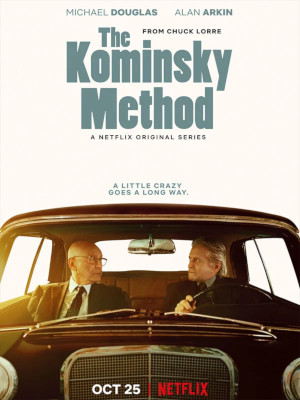 MICHAEL DOUGLAS ALAN ARKIN
FROM CHUCK LORRE
The
Kominsky
Method
A NETFLIX ORIGINAL SERIES
A LITTLE CRAZY
GOES A LONG WAY.
OCT 25 | NETFLIX